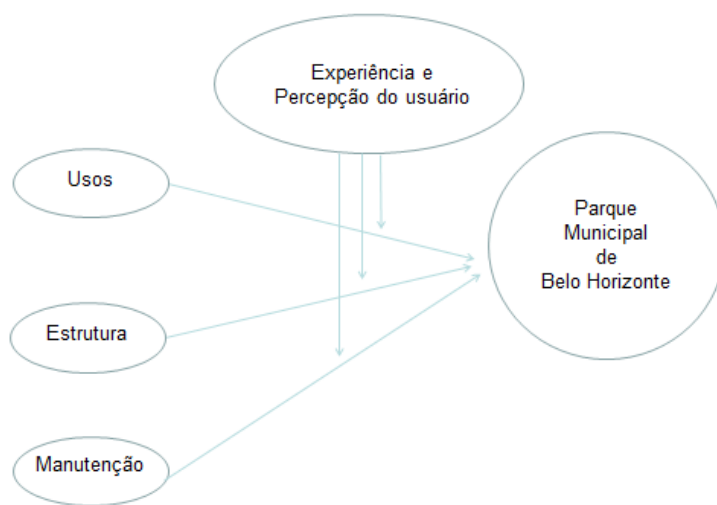 Experiência e
Percepção do usuário
Usos
Parque
Municipal
de
Belo Horizonte
Estrutura
Manutenção